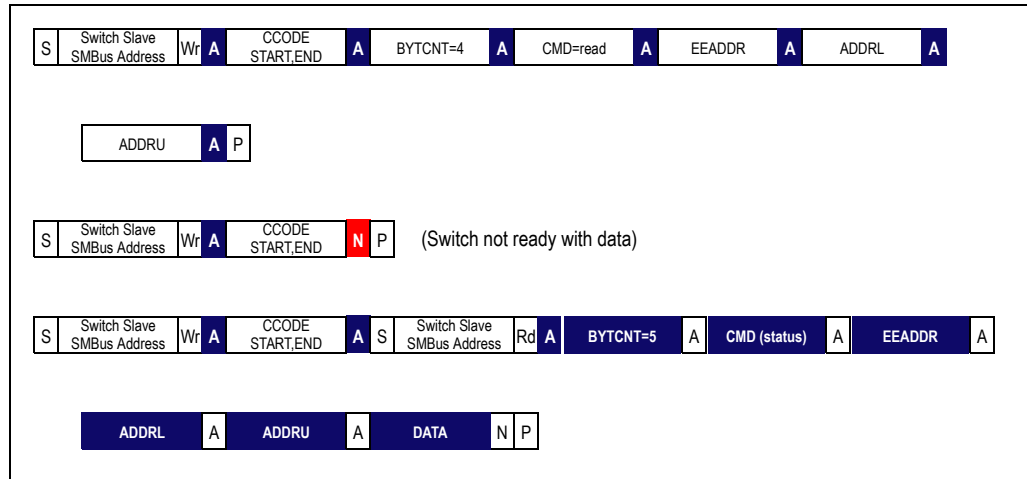 S Switch Slave SMBus Address Wr A CCODE START,END A BYTCNT=4 A CMD=read A EEADDR A ADDRL A
ADDRU A P
S Switch Slave SMBus Address Wr A CCODE START,END N P (Switch not ready with data)
S Switch Slave SMBus Address Wr A CCODE START,END A S Switch Slave SMBus Address Rd A BYTCNT=5 A CMD (status) A EEADDR A
ADDRL A ADDRU A DATA N P